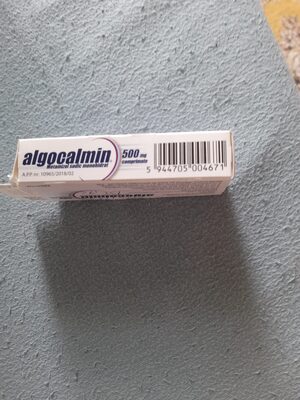 algocalmin
500 mg
Metamizol sodic monohidrat
comprimate
A.P.P. nr. 10965/2018/02
5 944705 004671